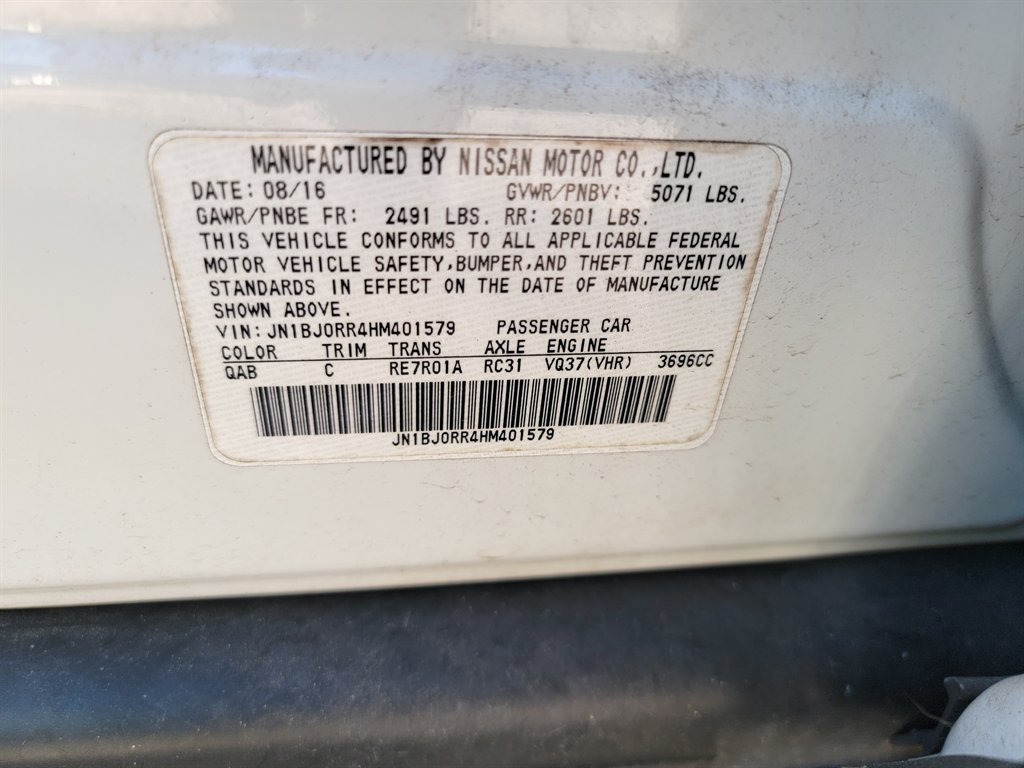 MANUFACTURED BY NISSAN MOTOR CO.,LTD.
DATE: 08/16 GVWR/PNBV: 5071 LBS.
GAWR/PNBE FR: 2491 LBS. RR: 2601 LBS.
THIS VEHICLE CONFORMS TO ALL APPLICABLE FEDERAL
MOTOR VEHICLE SAFETY,BUMPER,AND THEFT PREVENTION
STANDARDS IN EFFECT ON THE DATE OF MANUFACTURE
SHOWN ABOVE.
VIN: JN1BJ0RR4HM401579 PASSENGER CAR
COLOR TRIM TRANS AXLE ENGINE
QAB C RE7R01A RC31 VQ37(VHR) 3696CC
JN1BJ0RR4HM401579